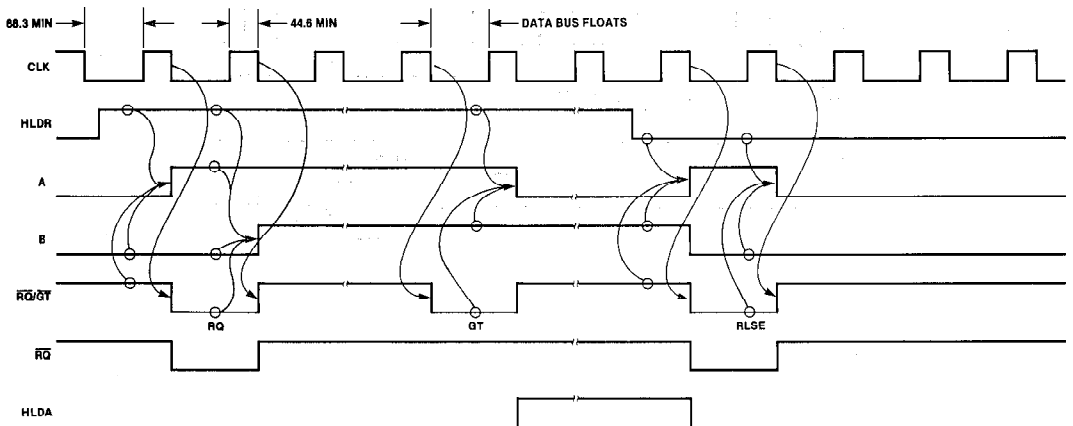 68.3 MIN
44.6 MIN
DATA BUS FLOATS
CLK
HLDR
A
B
RQ/GT
RQ
GT
RLSE
RQ
HLDA